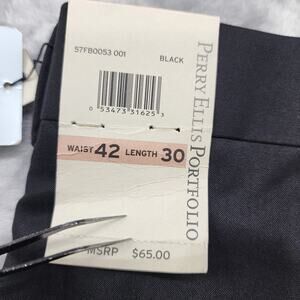 57FB0053 001 BLACK
0 53473 31625 3
PERRY ELLIS PORTFOLIO
WAIST 42 LENGTH 30
MSRP $65.00